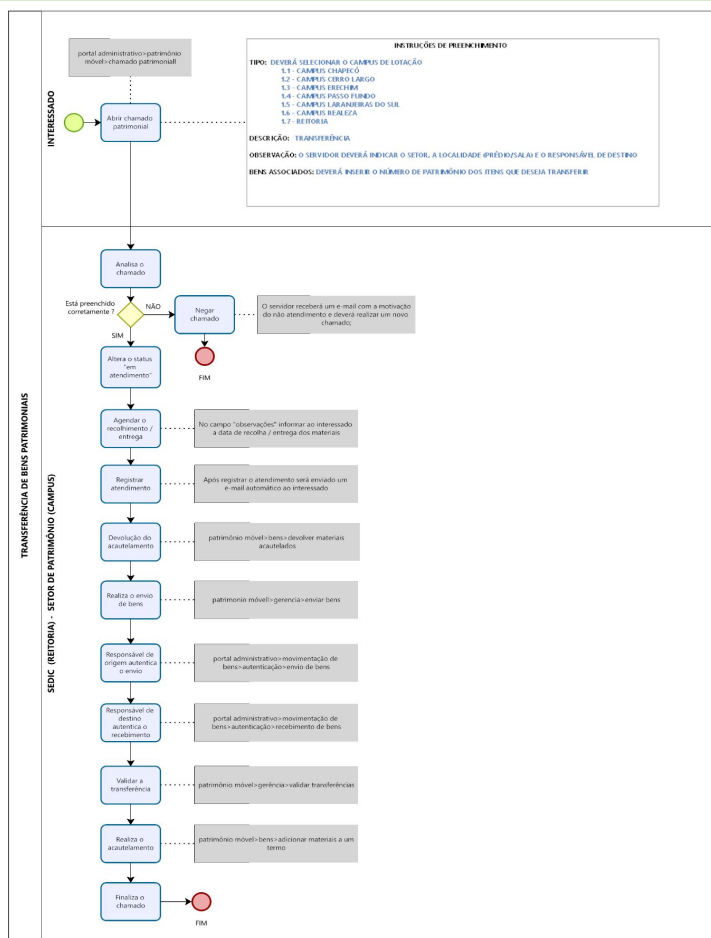 TRANSFERÊNCIA DE BENS PATRIMONIAIS
INTERESSADO
portal administrativo>patrimônio
móvel>chamado patrimoniall
Abrir chamado
patrimonial
INSTRUÇÕES DE PREENCHIMENTO
TIPO: DEVERÁ SELECIONAR O CAMPUS DE LOTAÇÃO
1.1 - CAMPUS CHAPECÓ
1.2 - CAMPUS CERRO LARGO
1.3 - CAMPUS ERECHIM
1.4 - CAMPUS PASSO FUNDO
1.5 - CAMPUS LARANJEIRAS DO SUL
1.6 - CAMPUS REALEZA
1.7 - REITORIA
DESCRIÇÃO: TRANSFERÊNCIA
OBSERVAÇÃO: O SERVIDOR DEVERÁ INDICAR O SETOR, A LOCALIDADE (PRÉDIO/SALA) E O RESPONSÁVEL DE DESTINO
BENS ASSOCIADOS: DEVERÁ INSERIR O NÚMERO DE PATRIMÔNIO DOS ITENS QUE DESEJA TRANSFERIR
SEDIC (REITORIA) - SETOR DE PATRIMÔNIO (CAMPUS)
Analisa o
chamado
Está preenchido
corretamente ?
NÃO
SIM
Negar
chamado
O servidor receberá um e-mail com a motivação
do não atendimento e deverá realizar um novo
chamado;
FIM
Altera o status
"em
atendimento"
Agendar o
recolhimento /
entrega
No campo "observações" informar ao interessado
a data de recolha / entrega dos materiais
Registrar
atendimento
Após registrar o atendimento será enviado um
e-mail automático ao interessado
Devolução do
acautelamento
patrimônio móvel>bens>devolver materiais
acautelados
Realiza o envio
de bens
patrimonio móvell>gerencia>enviar bens
Responsável de
origem autentica
o envio
portal administrativo>movimentação de
bens>autenticação>envio de bens
Responsável de
destino
autentica o
recebimento
portal administrativo>movimentação de
bens>autenticação>recebimento de bens
Validar a
transferência
patrimônio móvel>gerência>validar transferências
Realiza o
acautelamento
patrimônio móvel>bens>adicionar materiais a um
termo
Finaliza o
chamado
FIM